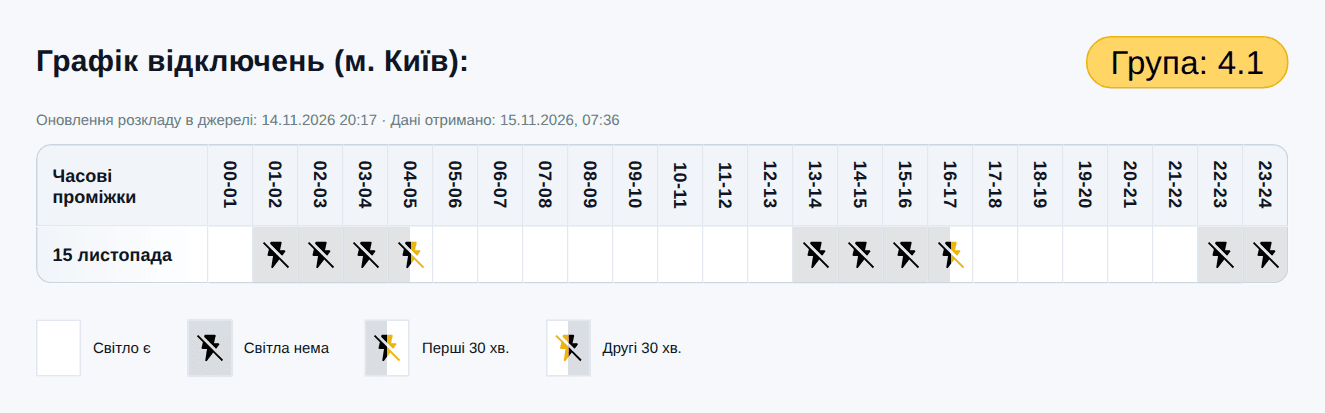 Графік відключень (м. Київ):
Група: 4.1
Оновлення розкладу в джерелі: 14.11.2026 20:17 · Дані отримано: 15.11.2026, 07:36
Часові
проміжки
00-01
01-02
02-03
03-04
04-05
05-06
06-07
07-08
08-09
09-10
10-11
11-12
12-13
13-14
14-15
15-16
16-17
17-18
18-19
19-20
20-21
21-22
22-23
23-24
15 листопада
Світло є
Світла нема
Перші 30 хв.
Другі 30 хв.